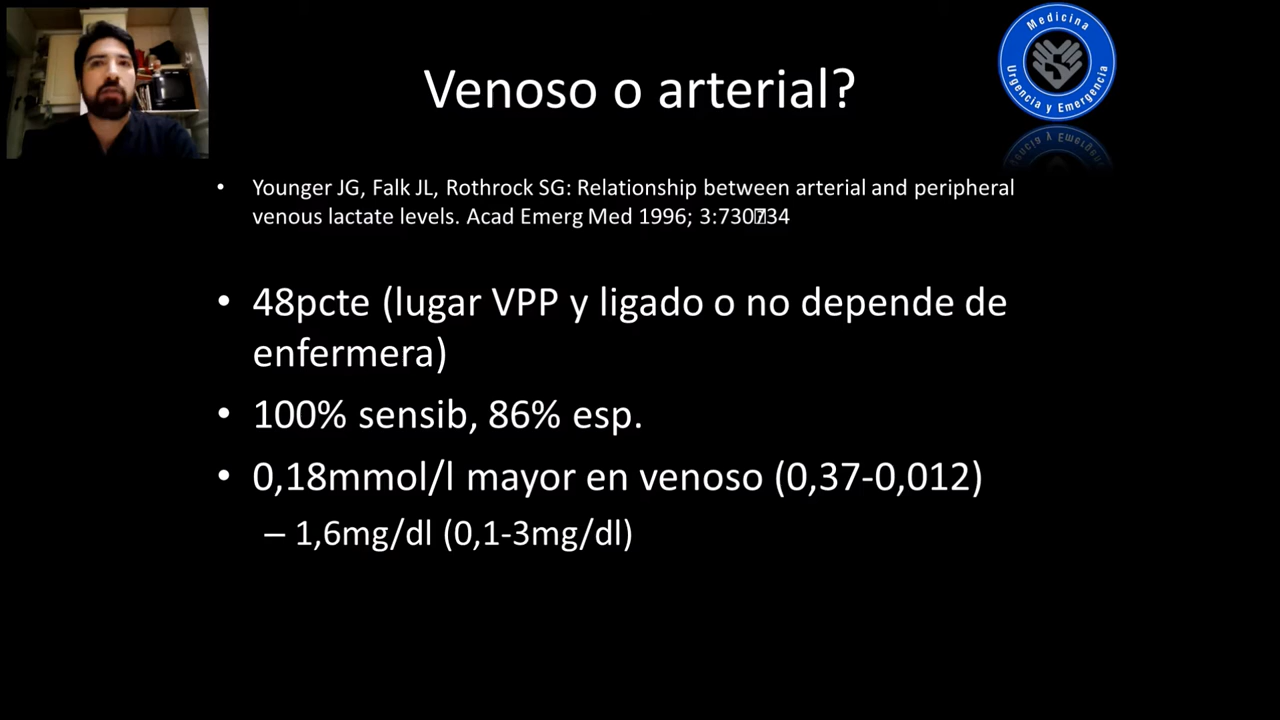 Medicina
Urgencia y Emergencia
Venoso o arterial?
• Younger JG, Falk JL, Rothrock SG: Relationship between arterial and peripheral
venous lactate levels. Acad Emerg Med 1996; 3:730734
• 48pcte (lugar VPP y ligado o no depende de
enfermera)
• 100% sensib, 86% esp.
• 0,18mmol/l mayor en venoso (0,37-0,012)
– 1,6mg/dl (0,1-3mg/dl)